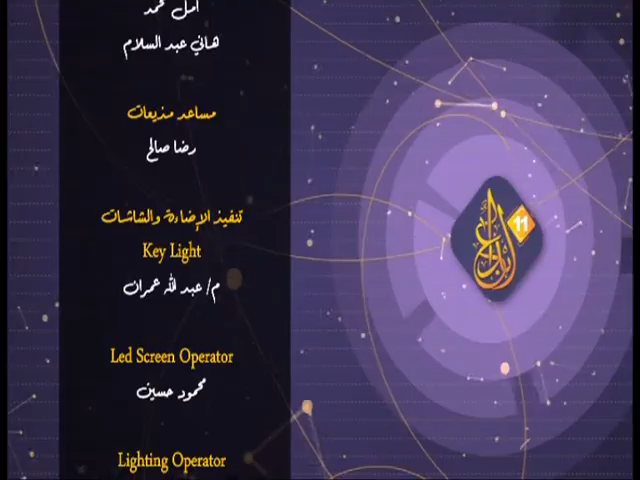 أمل محمد
هاني عبد السلام
مساعد مذيعات
رضا صالح
تنفيذ الإضاءة والشاشات
Key Light
م/ عبد الله عمران
Led Screen Operator
محمود حسين
Lighting Operator
11